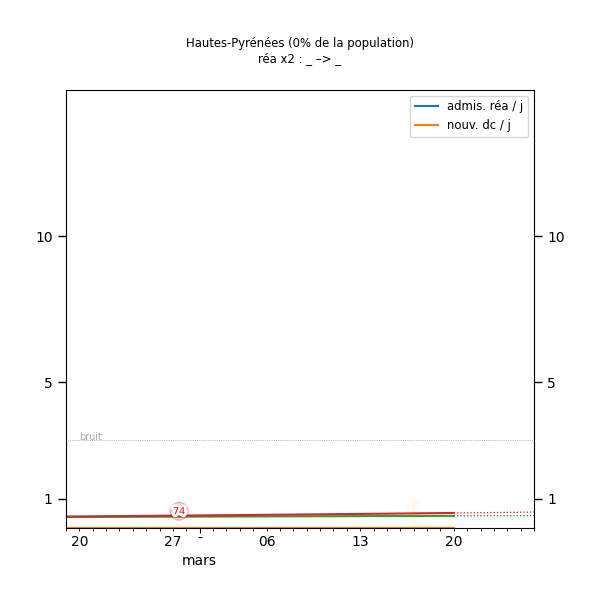 Hautes-Pyrénées (0% de la population)
réa x2 : _ –> _
admis. réa / j
nouv. dc / j
10 10
5 5
bruit
1 1
74
20 27 - 06 13 20
mars